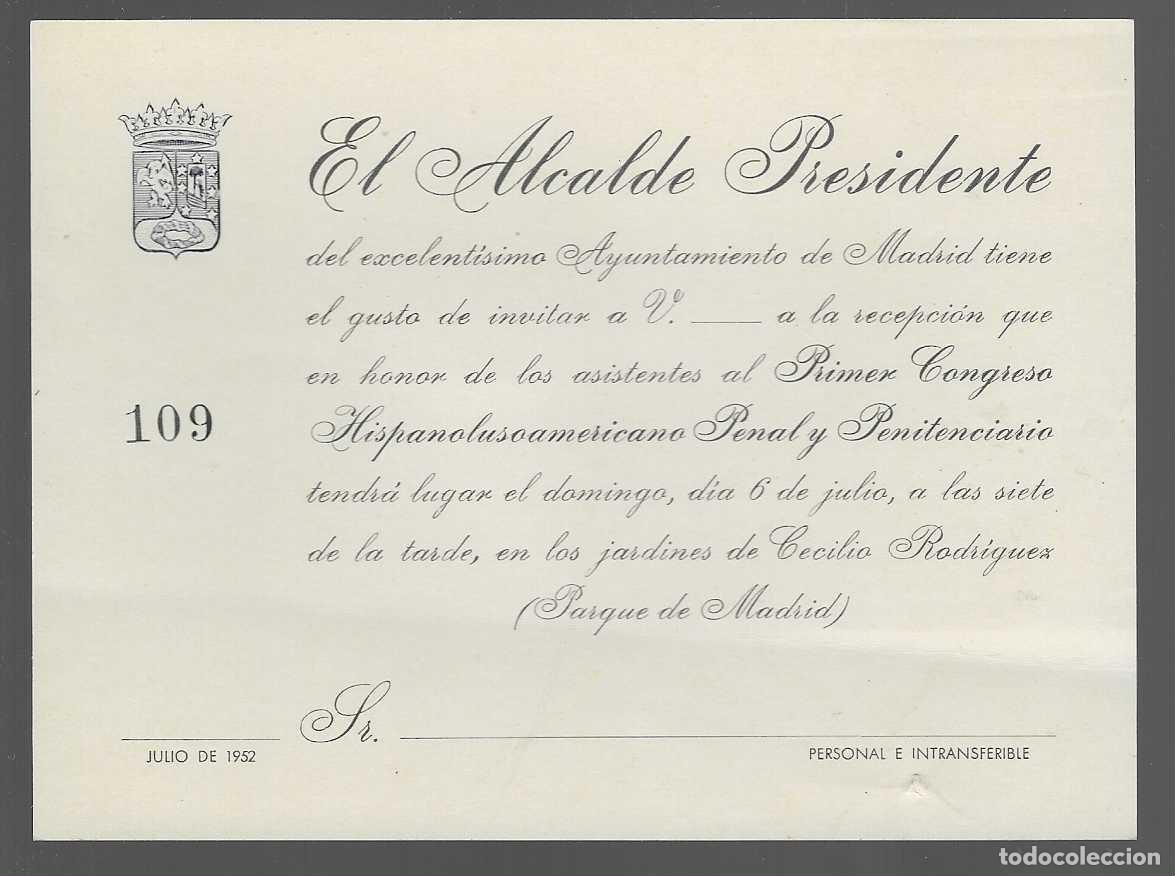 El Alcalde Presidente
del excelentísimo Ayuntamiento de Madrid tiene
el gusto de invitar a V. ____ a la recepción que
en honor de los asistentes al Primer Congreso
109
Hispanolusoamericano Penal y Penitenciario
tendrá lugar el domingo, día 6 de julio, a las siete
de la tarde, en los jardines de Cecilio Rodríguez
(Parque de Madrid)
Sr.
JULIO DE 1952
PERSONAL E INTRANSFERIBLE
todocoleccion